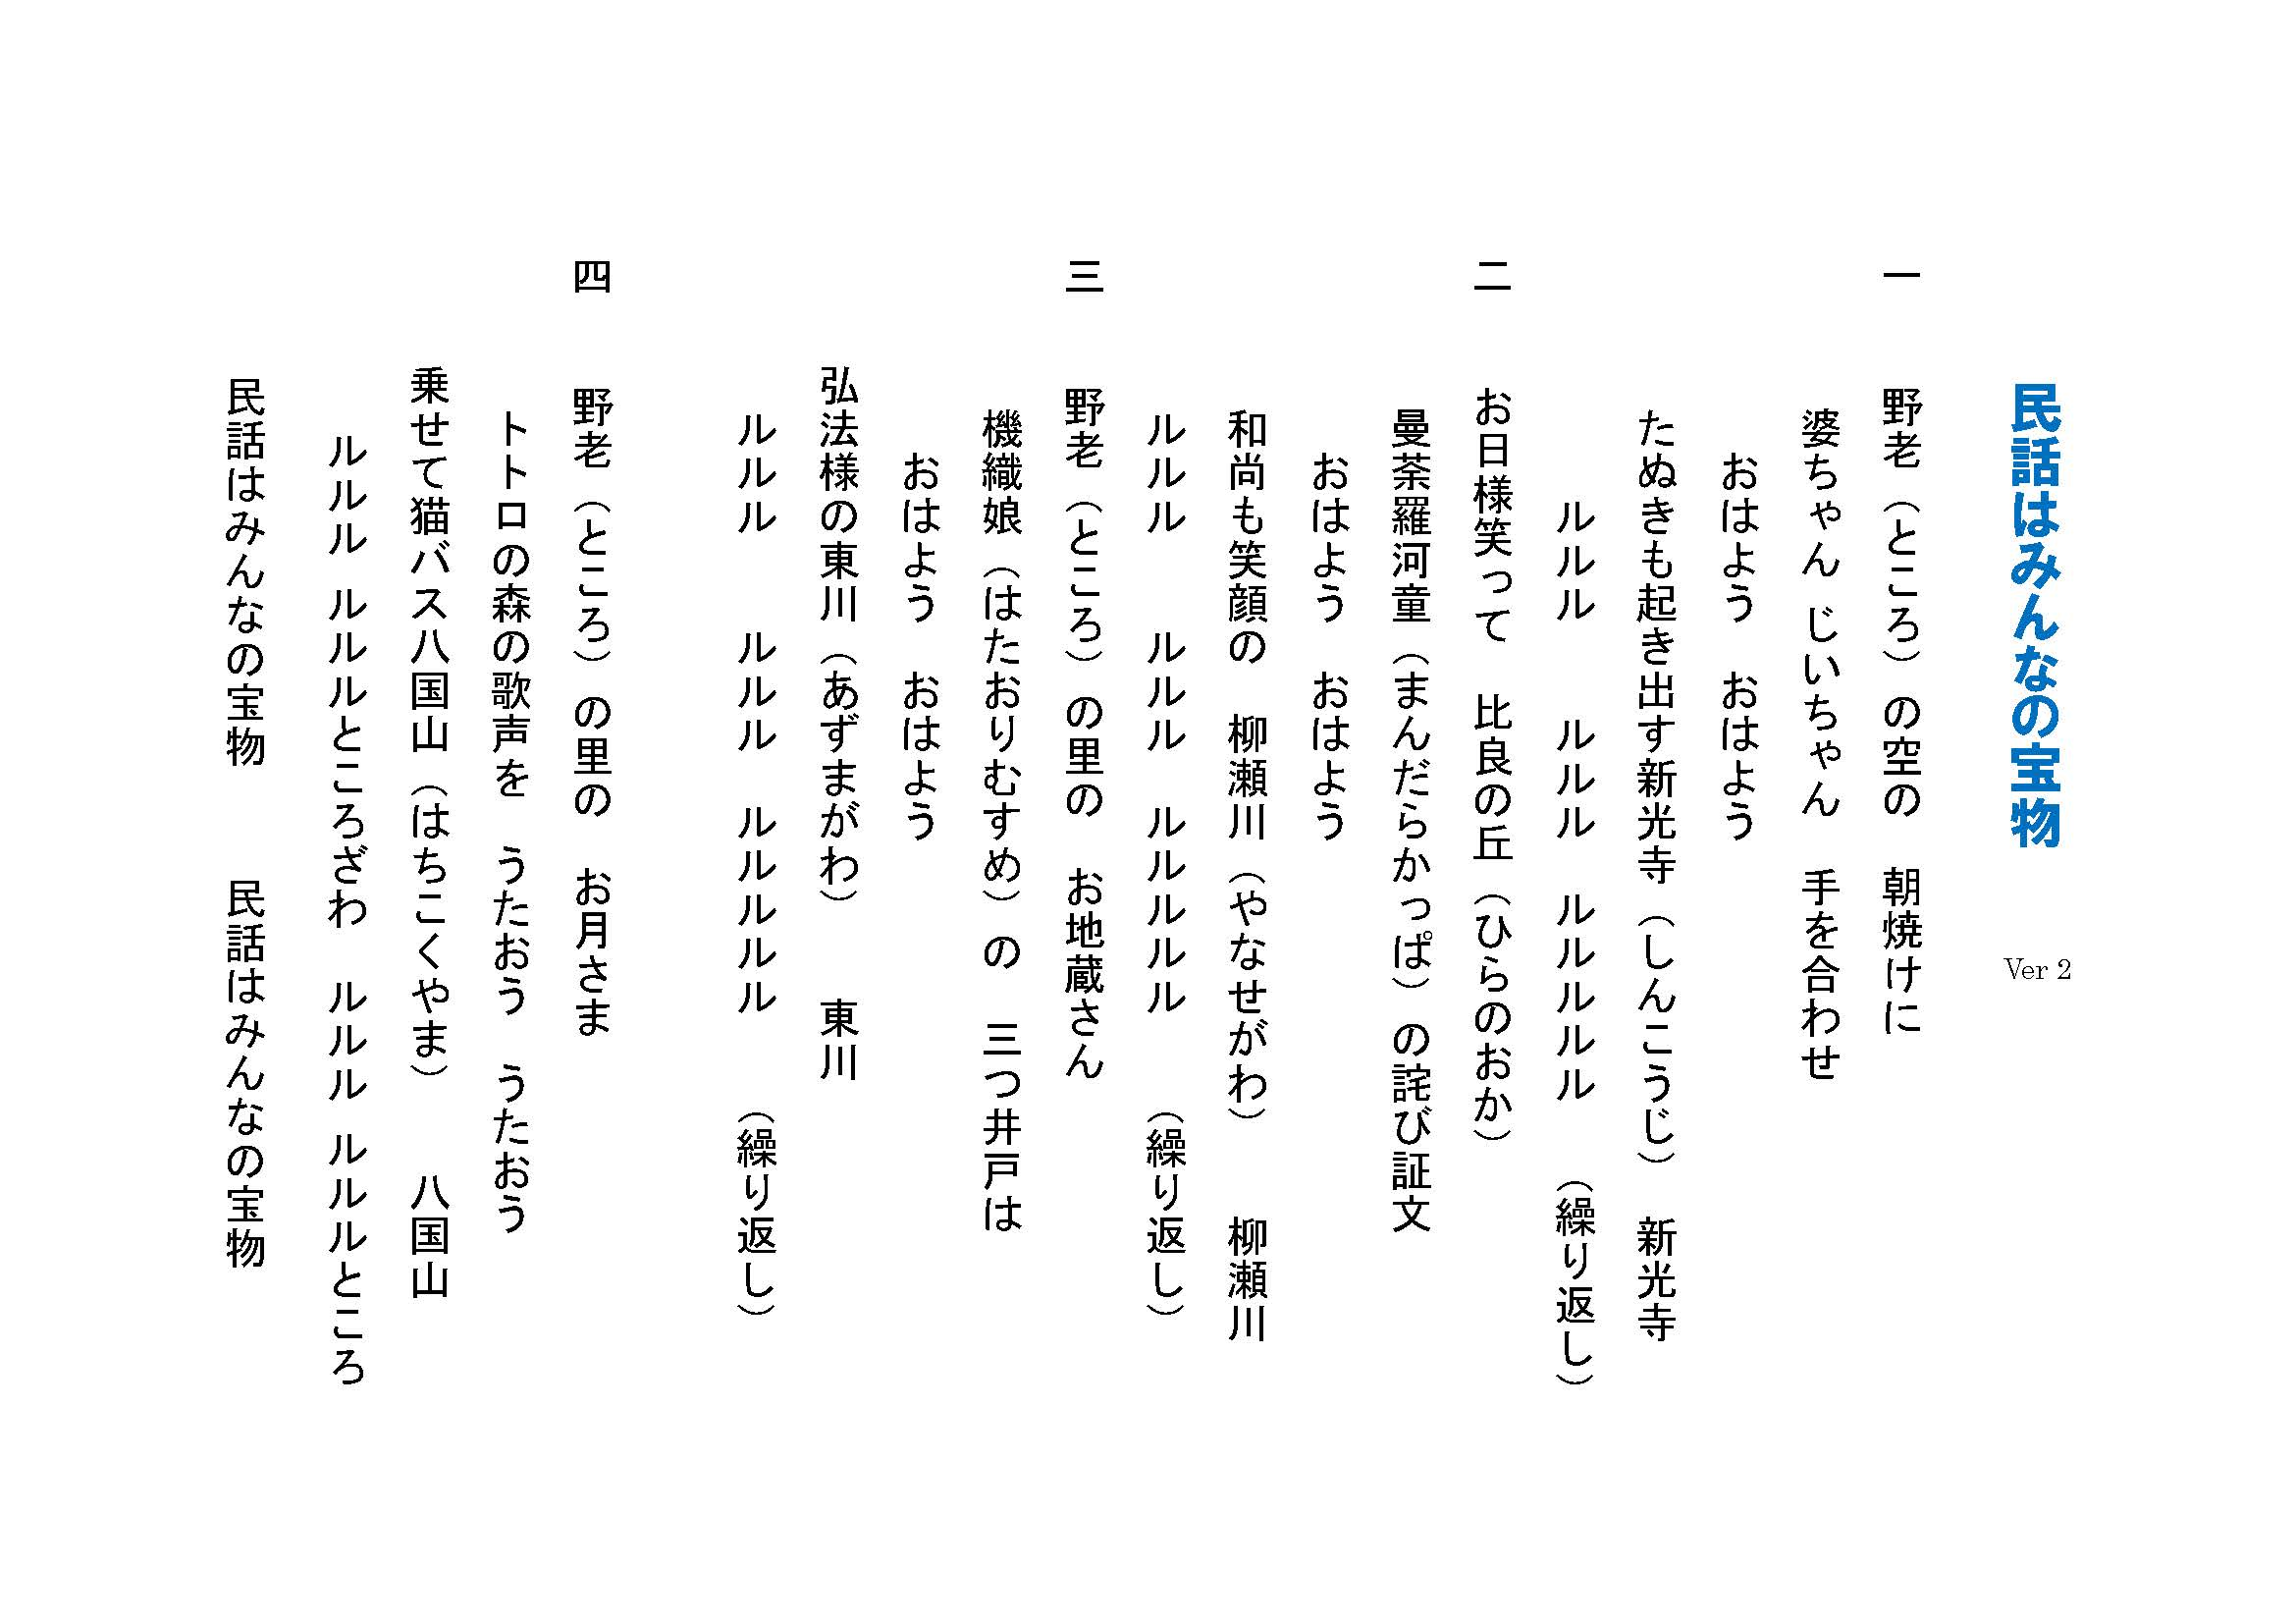 民話はみんなの宝物　Ver 2
一　野老（ところ）の空の　朝焼けに
婆ちゃん じいちゃん　手を合わせ
おはよう　おはよう
たぬきも起き出す新光寺（しんこうじ）　新光寺
ルルル　　ルルル　ルルルルル　　（繰り返し）
二　お日様笑って　比良の丘（ひらのおか）
曼荼羅河童（まんだらかっぱ）の詫び証文
おはよう　おはよう
和尚も笑顔の　柳瀬川（やなせがわ）　　柳瀬川
ルルル　　ルルル　ルルルルル　　（繰り返し）
三　野老（ところ）の里の　お地蔵さん
機織娘（はたおりむすめ）の　三つ井戸は
おはよう　おはよう
弘法様の東川（あずまがわ）　　東川
ルルル　　ルルル　ルルルルル　　（繰り返し）
四　野老（ところ）の里の　お月さま
トトロの森の歌声を　うたおう　うたおう
乗せて猫バス八国山（はちこくやま）　　八国山
ルルル ルルルところざわ　ルルル ルルルところ
民話はみんなの宝物　　民話はみんなの宝物